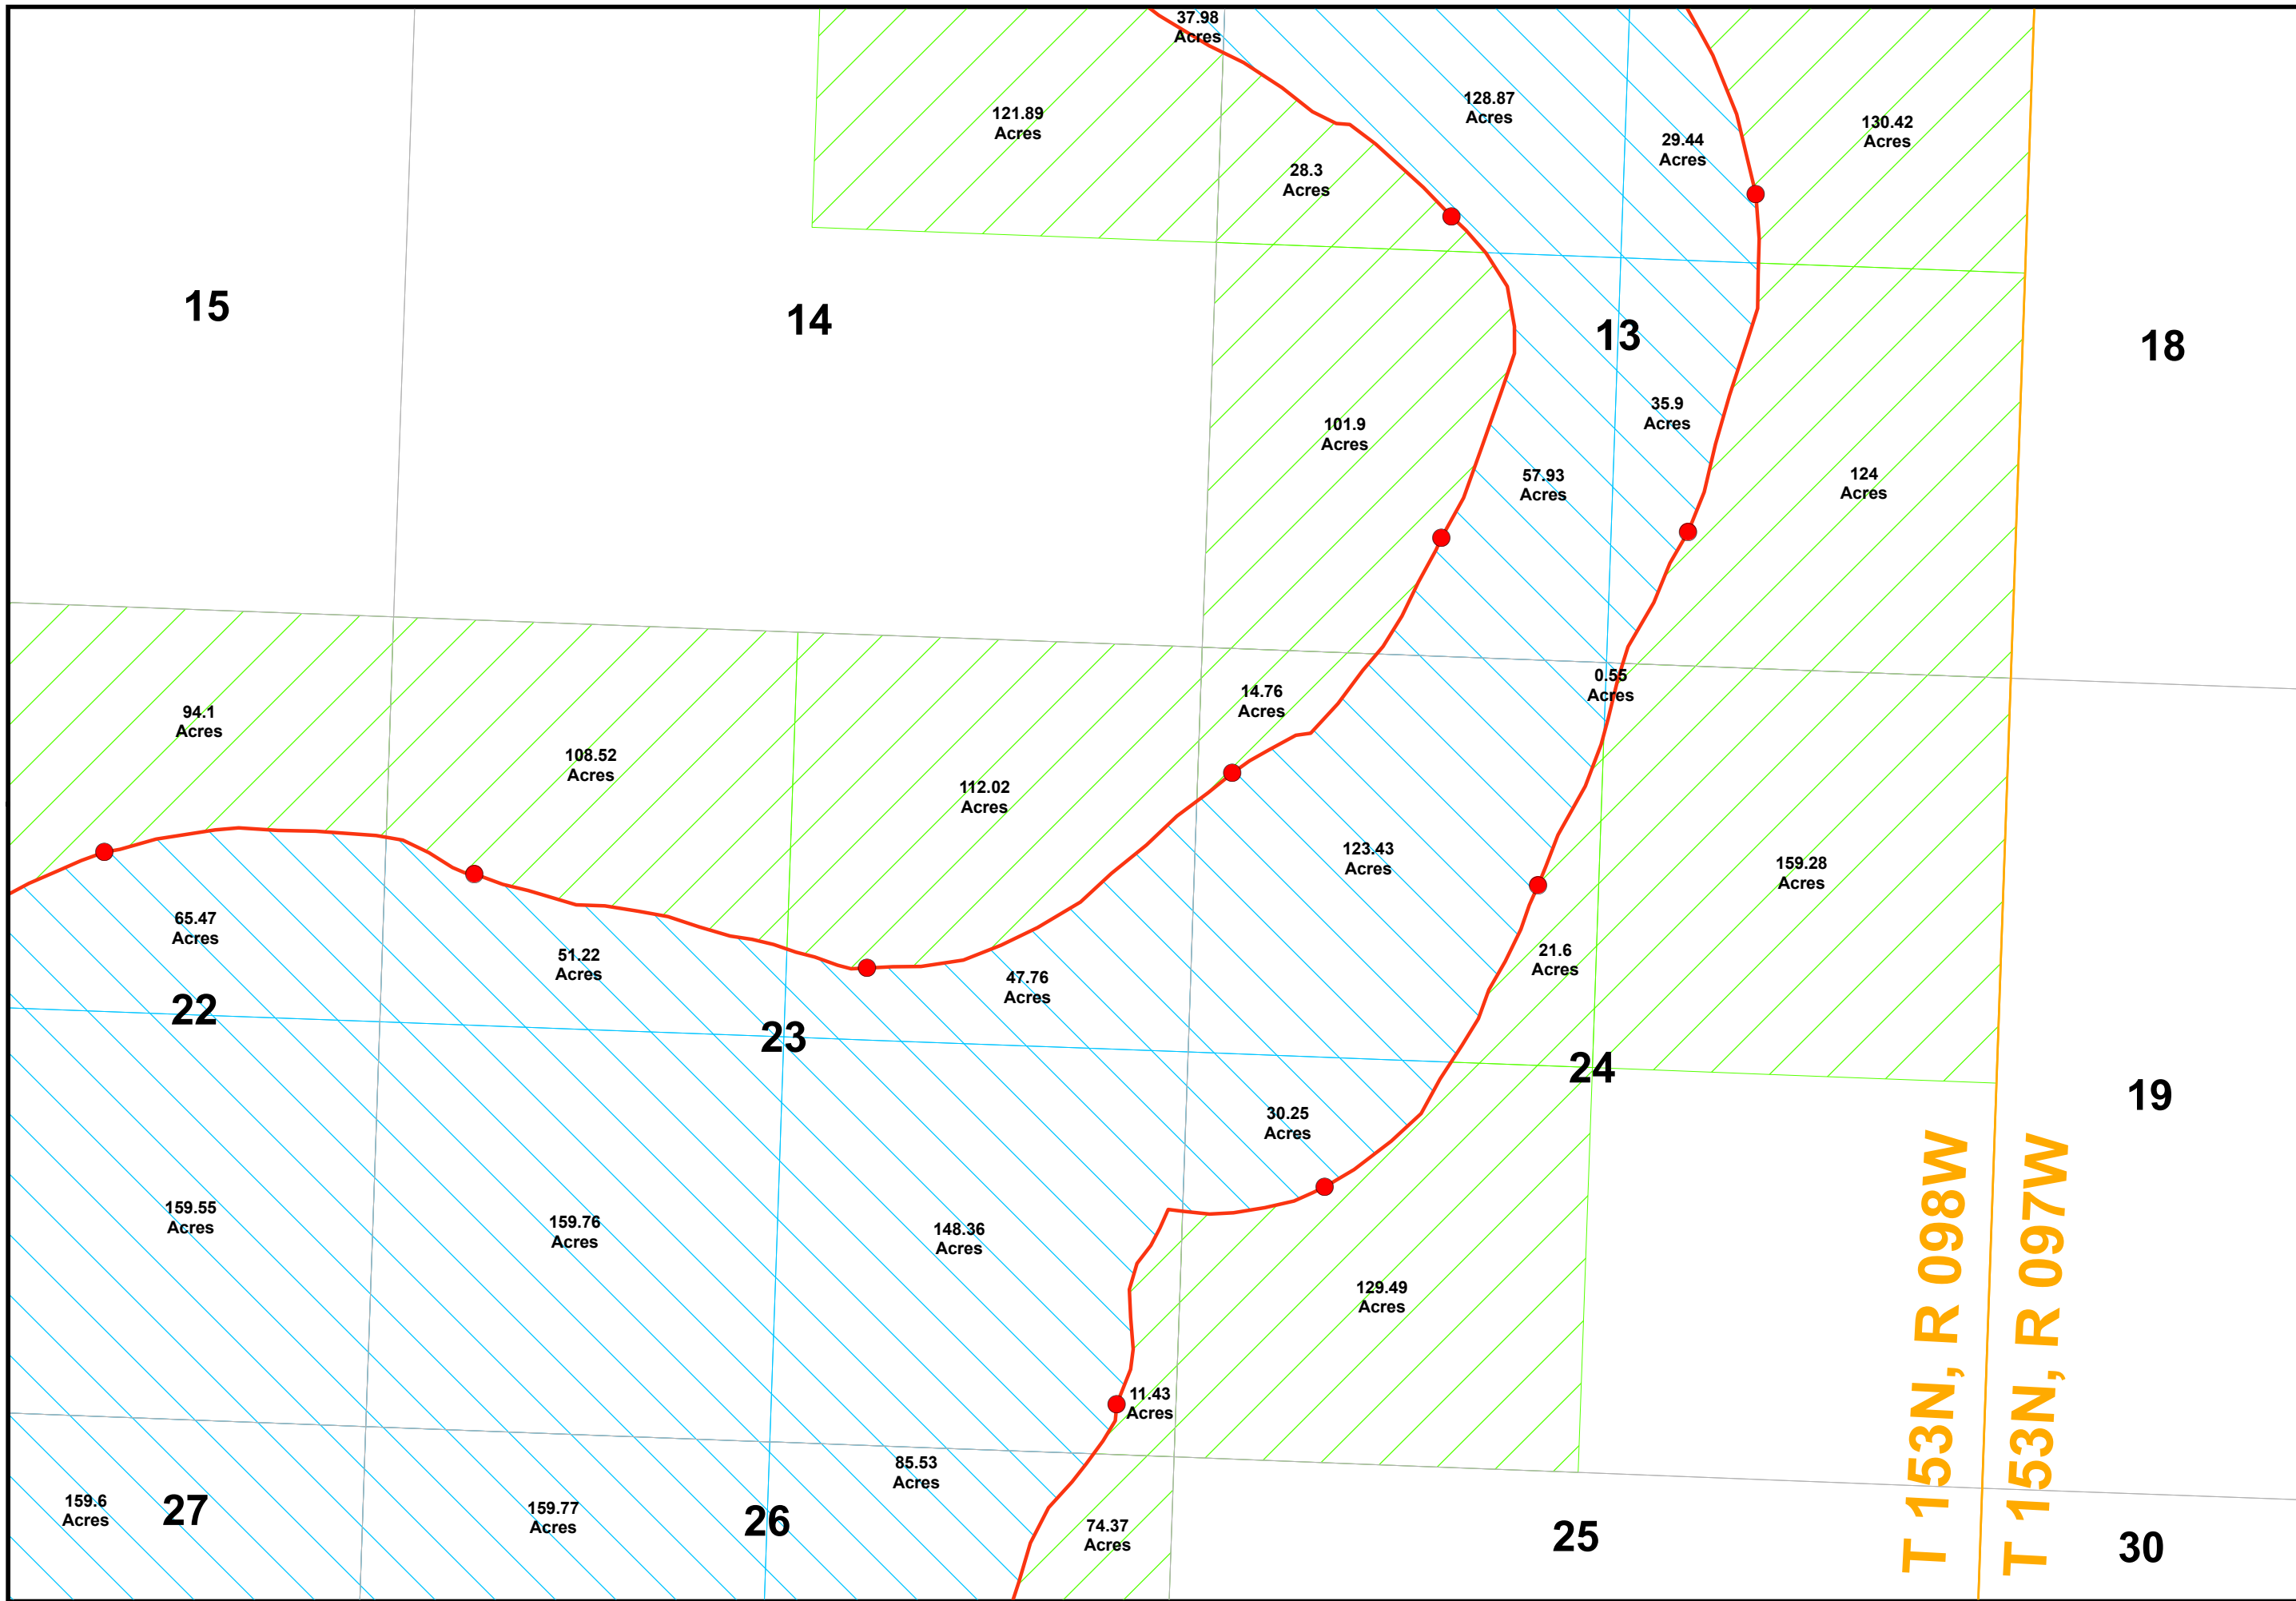 37.98
Acres
121.89
Acres
128.87
Acres
29.44
Acres
130.42
Acres
28.3
Acres
15
14
13
18
101.9
Acres
35.9
Acres
57.93
Acres
124
Acres
0.55
Acres
14.76
Acres
94.1
Acres
108.52
Acres
112.02
Acres
123.43
Acres
159.28
Acres
65.47
Acres
51.22
Acres
47.76
Acres
21.6
Acres
22
23
24
19
30.25
Acres
159.55
Acres
159.76
Acres
148.36
Acres
129.49
Acres
T 153N, R 098W
T 153N, R 097W
11.43
Acres
85.53
Acres
159.6
Acres
27
159.77
Acres
26
74.37
Acres
25
30